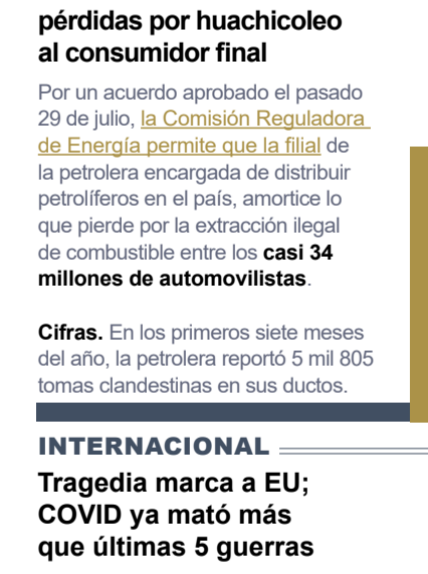 pérdidas por huachicoleo
al consumidor final
Por un acuerdo aprobado el pasado
29 de julio, la Comisión Reguladora
de Energía permite que la filial de
la petrolera encargada de distribuir
petrolíferos en el país, amortice lo
que pierde por la extracción ilegal
de combustible entre los casi 34
millones de automovilistas.
Cifras. En los primeros siete meses
del año, la petrolera reportó 5 mil 805
tomas clandestinas en sus ductos.
INTERNACIONAL
Tragedia marca a EU;
COVID ya mató más
que últimas 5 guerras